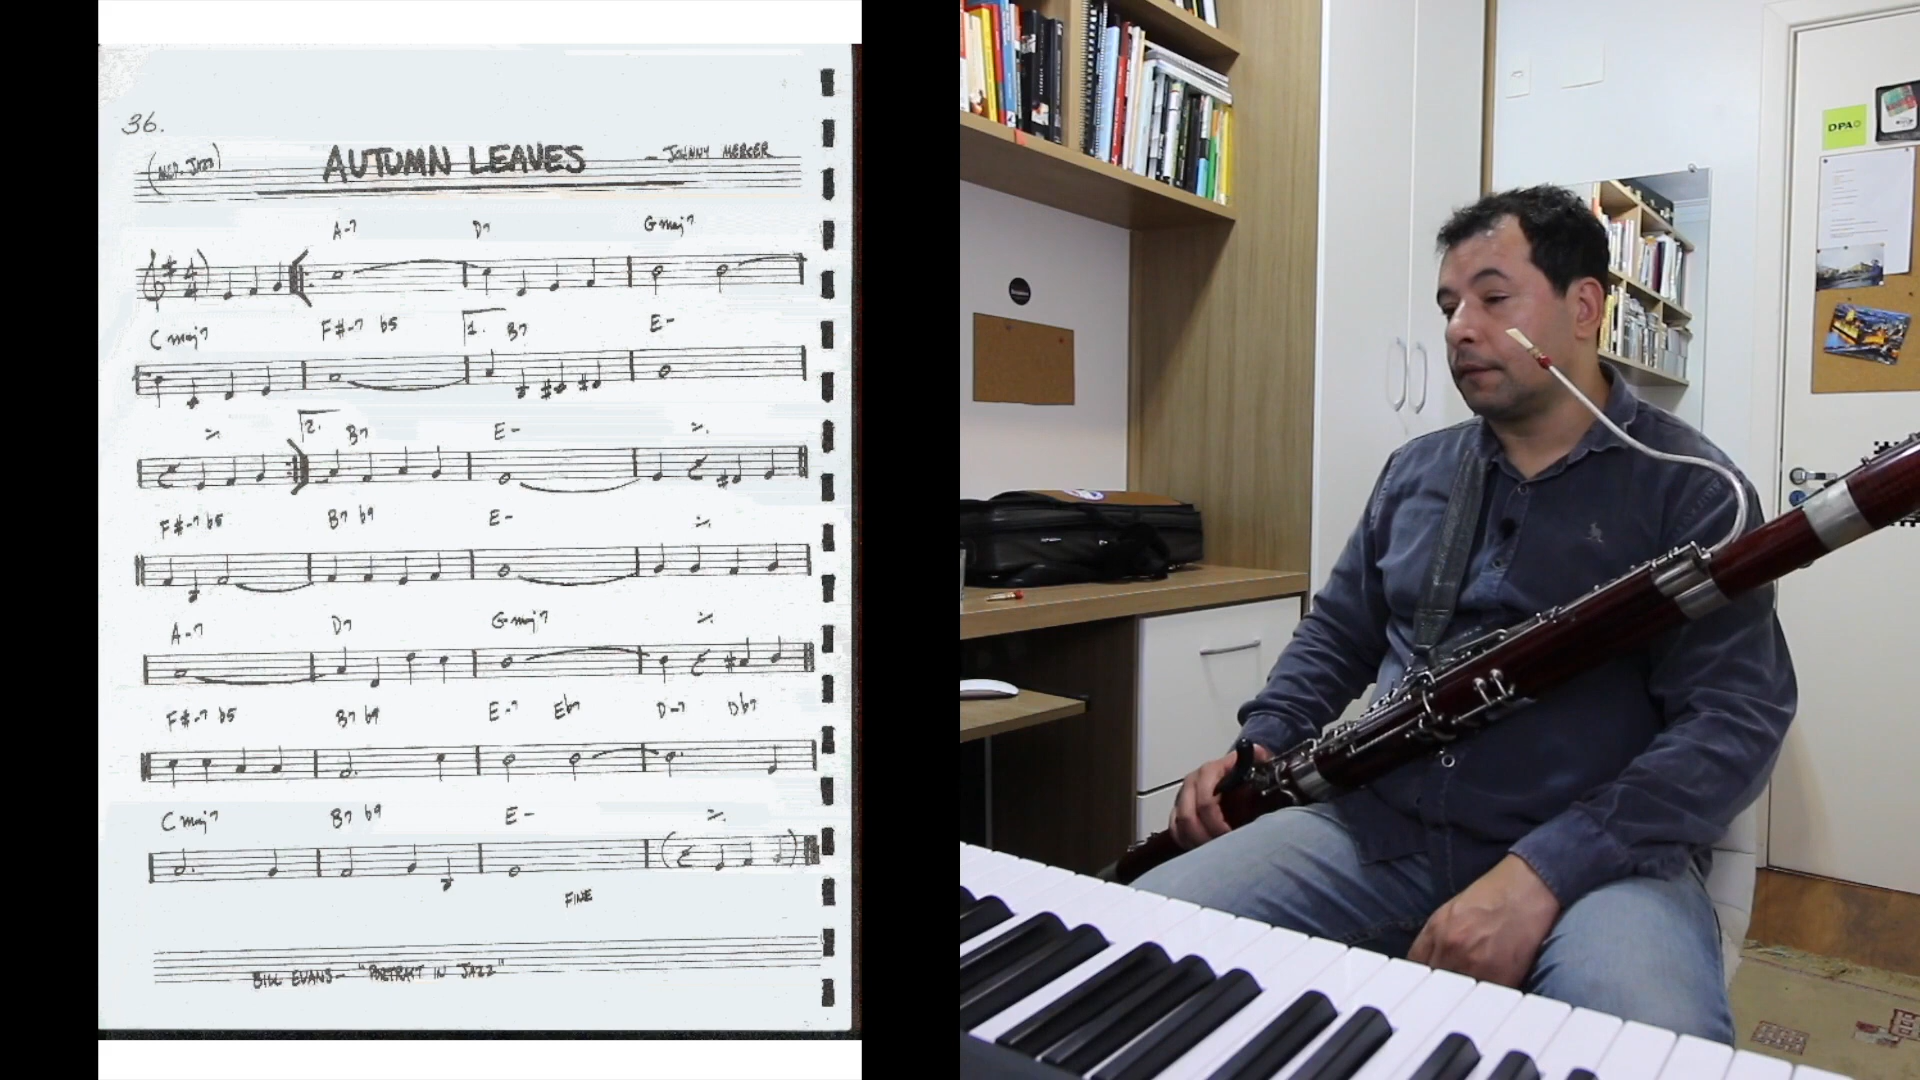 36.
(MED. JAZZ)
AUTUMN LEAVES
- JOHNNY MERCER
A-7 D7 Gmaj7
4/4
Cmaj7 F#-7 b5 1. B7 E-
2. B7 E-
F#-7 b5 B7 b9 E-
A-7 D7 Gmaj7
F#-7 b5 B7 b9 E-7 Eb7 D-7 Db7
Cmaj7 B7 b9 E-
FINE
BILL EVANS- "PORTRAIT IN JAZZ"
DPA